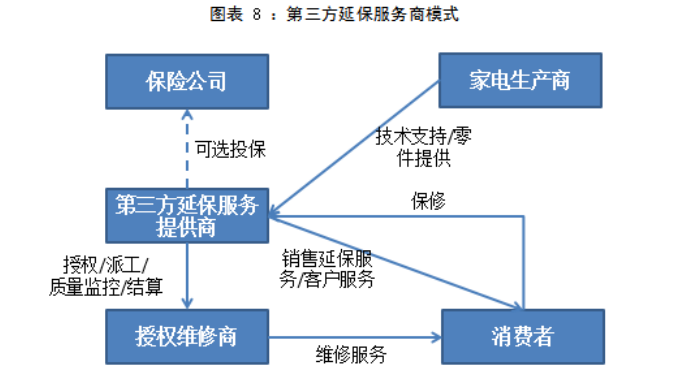 图表 8 ：第三方延保服务商模式
保险公司
家电生产商
技术支持/零
件提供
可选投保
第三方延保服务
提供商
保修
销售延保服
务/客户服务
授权/派工/
质量监控/结算
授权维修商
维修服务
消费者